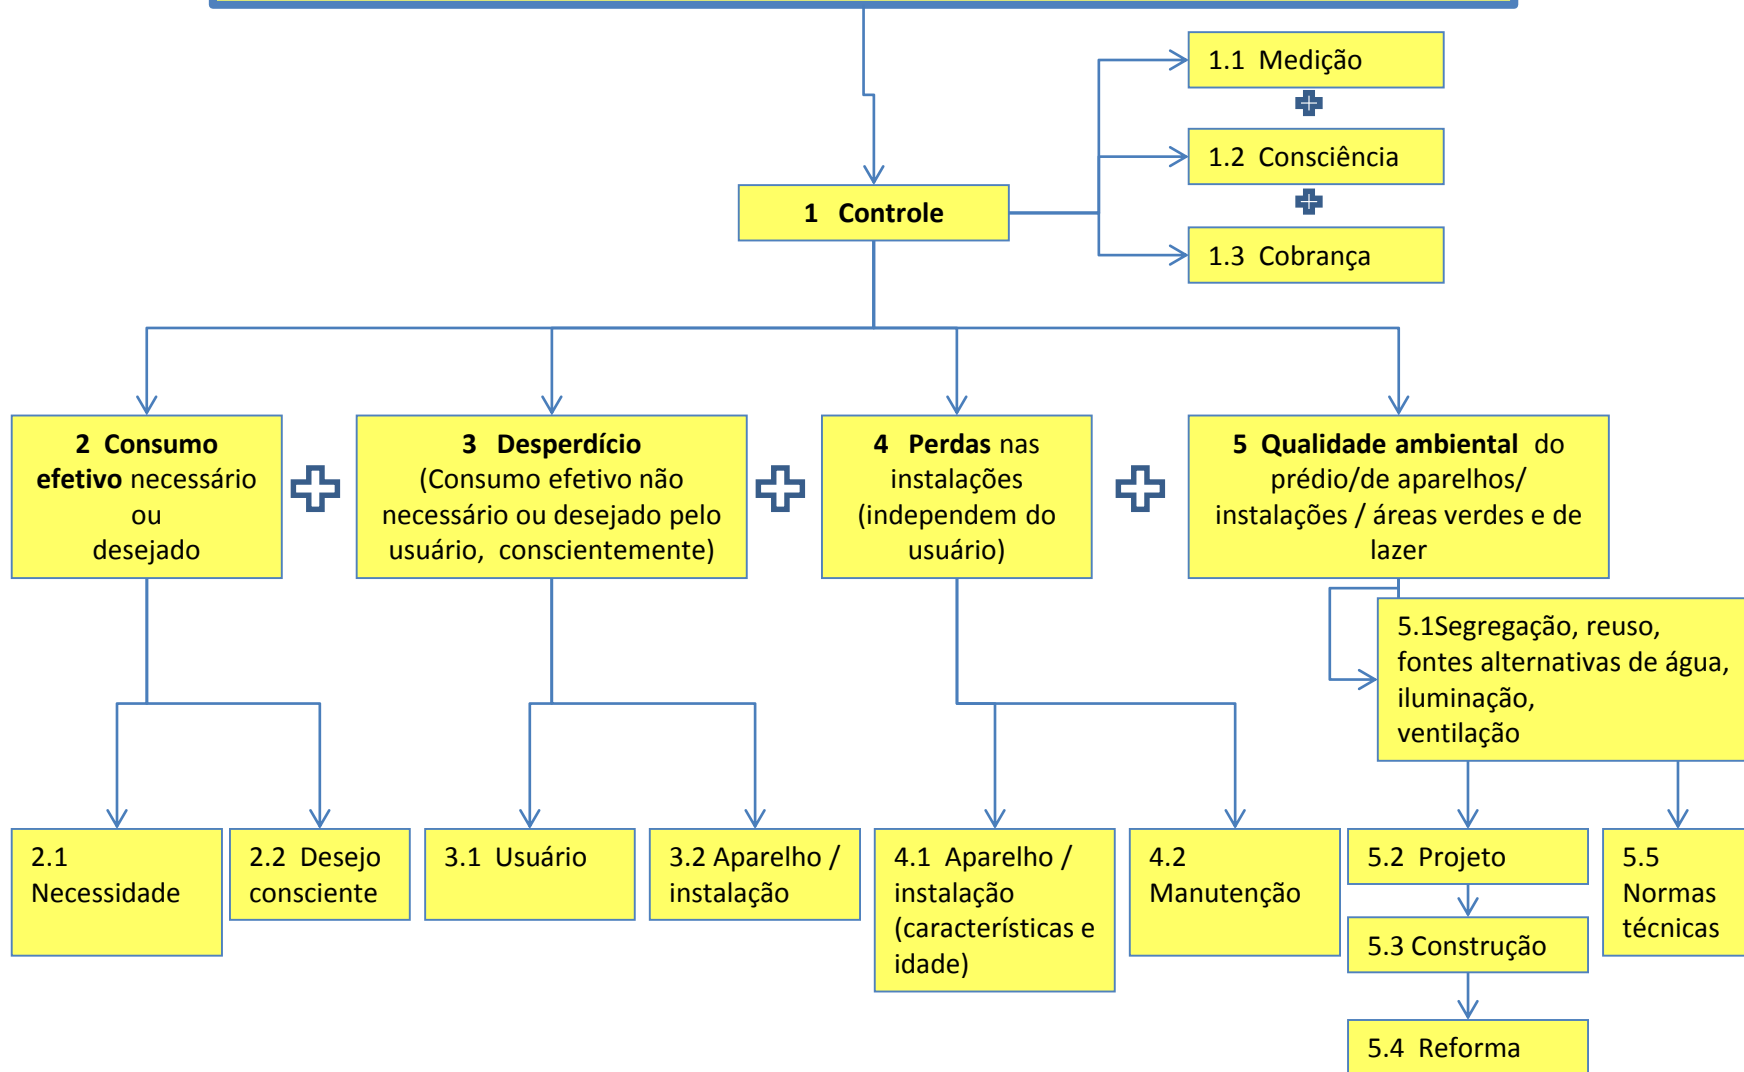 1.1 Medição
1.2 Consciência
1 Controle
1.3 Cobrança
2 Consumo
efetivo necessário
ou
desejado
3 Desperdício
(Consumo efetivo não
necessário ou desejado pelo
usuário, conscientemente)
4 Perdas nas
instalações
(independem do
usuário)
5 Qualidade ambiental do
prédio/de aparelhos/
instalações / áreas verdes e de
lazer
5.1Segregação, reuso,
fontes alternativas de água,
iluminação,
ventilação
2.1
Necessidade
2.2 Desejo
consciente
3.1 Usuário
3.2 Aparelho /
instalação
4.1 Aparelho /
instalação
(características e
idade)
4.2
Manutenção
5.2 Projeto
5.3 Construção
5.4 Reforma
5.5
Normas
técnicas